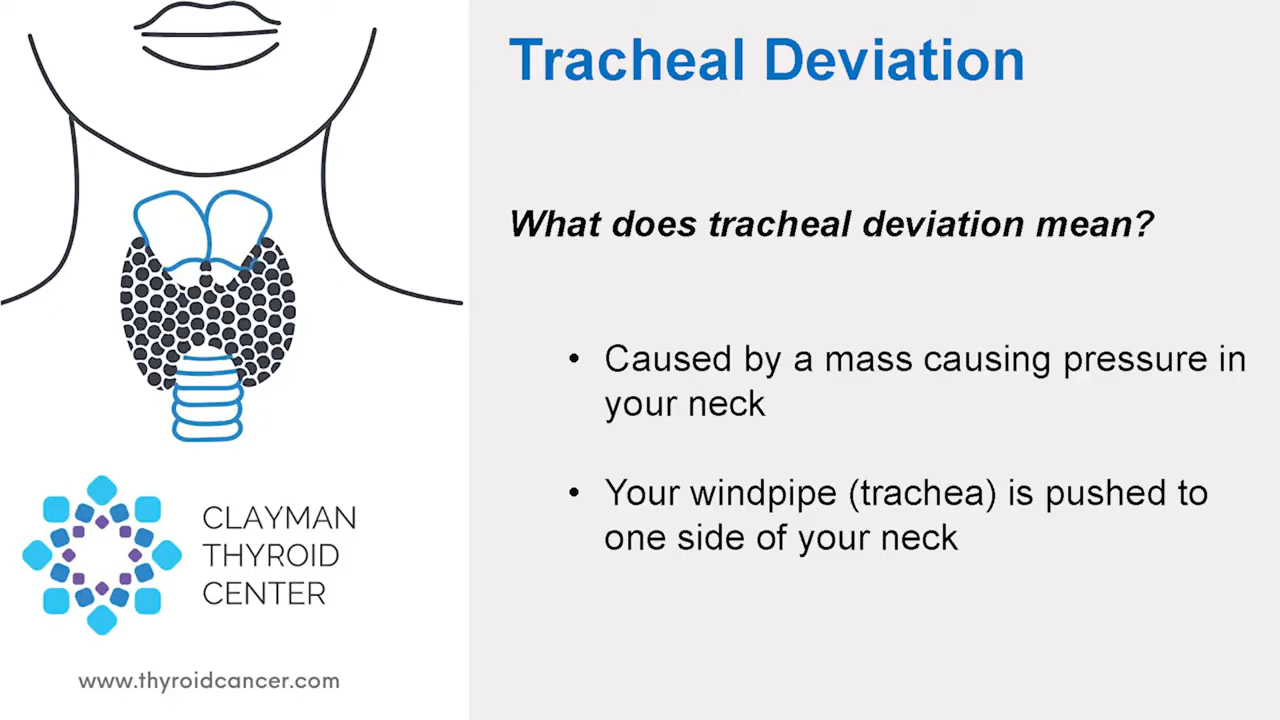 Tracheal Deviation
What does tracheal deviation mean?
• Caused by a mass causing pressure in
your neck
• Your windpipe (trachea) is pushed to
one side of your neck
CLAYMAN
THYROID
CENTER
www.thyroidcancer.com